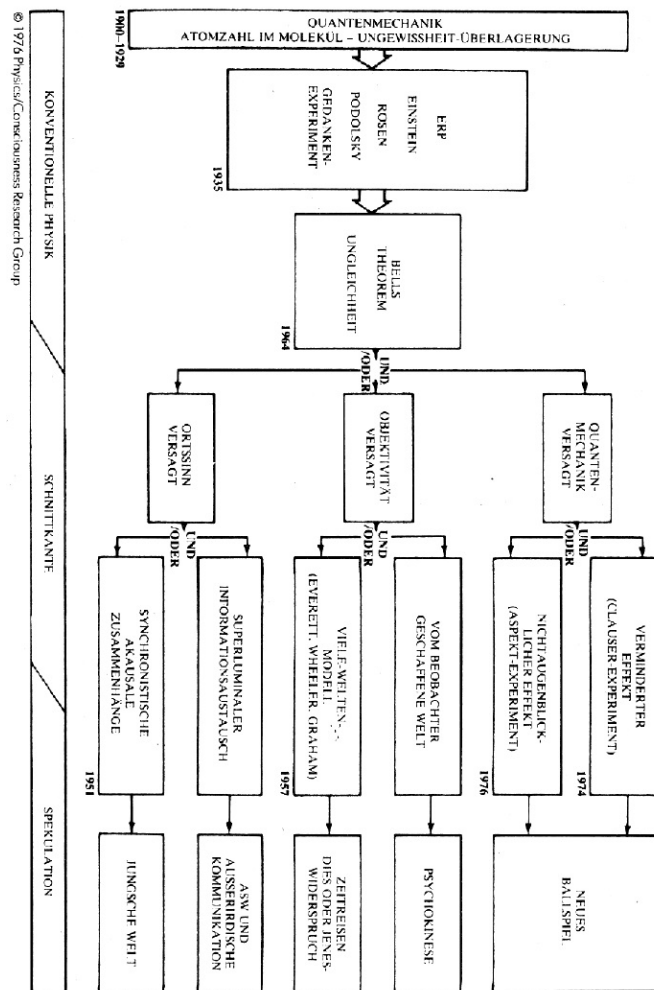 QUANTENMECHANIK
ATOMZAHL IM MOLEKÜL – UNGEWISSHEIT-ÜBERLAGERUNG
1900–1929
ERP
EINSTEIN
ROSEN
PODOLSKY
GEDANKEN-
EXPERIMENT
1935
BELLS
THEOREM
UNGLEICHHEIT
1964
UND
/ODER
QUANTEN-
MECHANIK
VERSAGT
OBJEKTIVITÄT
VERSAGT
ORTSSINN
VERSAGT
UND
/ODER
UND
/ODER
UND
/ODER
VERMINDERTER
EFFEKT
(CLAUSER-EXPERIMENT)
1974
NICHTAUGENBLICK-
LICHER EFFEKT
(ASPEKT-EXPERIMENT)
1976
VOM BEOBACHTER
GESCHAFFENE WELT
VIELE-WELTEN-
MODELL
(EVERETT, WHEELER, GRAHAM)
1957
SUPERLUMINALER
INFORMATIONSAUSTAUSCH
SYNCHRONISTISCHE
AKAUSALE
ZUSAMMENHÄNGE
1951
NEUES
BALLSPIEL
PSYCHOKINESE
ZEITREISEN
DIES ODER JENES-
WIDERSPRUCH
ASW UND
AUSSERIRDISCHE
KOMMUNIKATION
JUNGSCHE WELT
KONVENTIONELLE PHYSIK
SCHNITTKANTE
SPEKULATION
© 1976 Physics/Consciousness Research Group